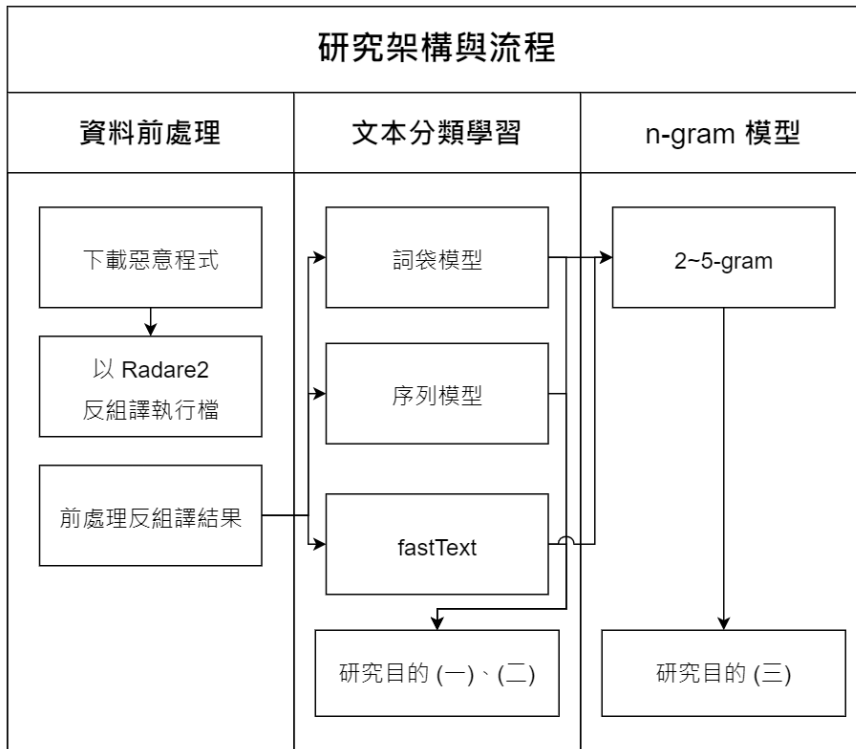 研究架構與流程
資料前處理
文本分類學習
n-gram 模型
下載惡意程式
以 Radare2
反組譯執行檔
前處理反組譯結果
詞袋模型
序列模型
fastText
研究目的 (一)、(二)
2~5-gram
研究目的 (三)